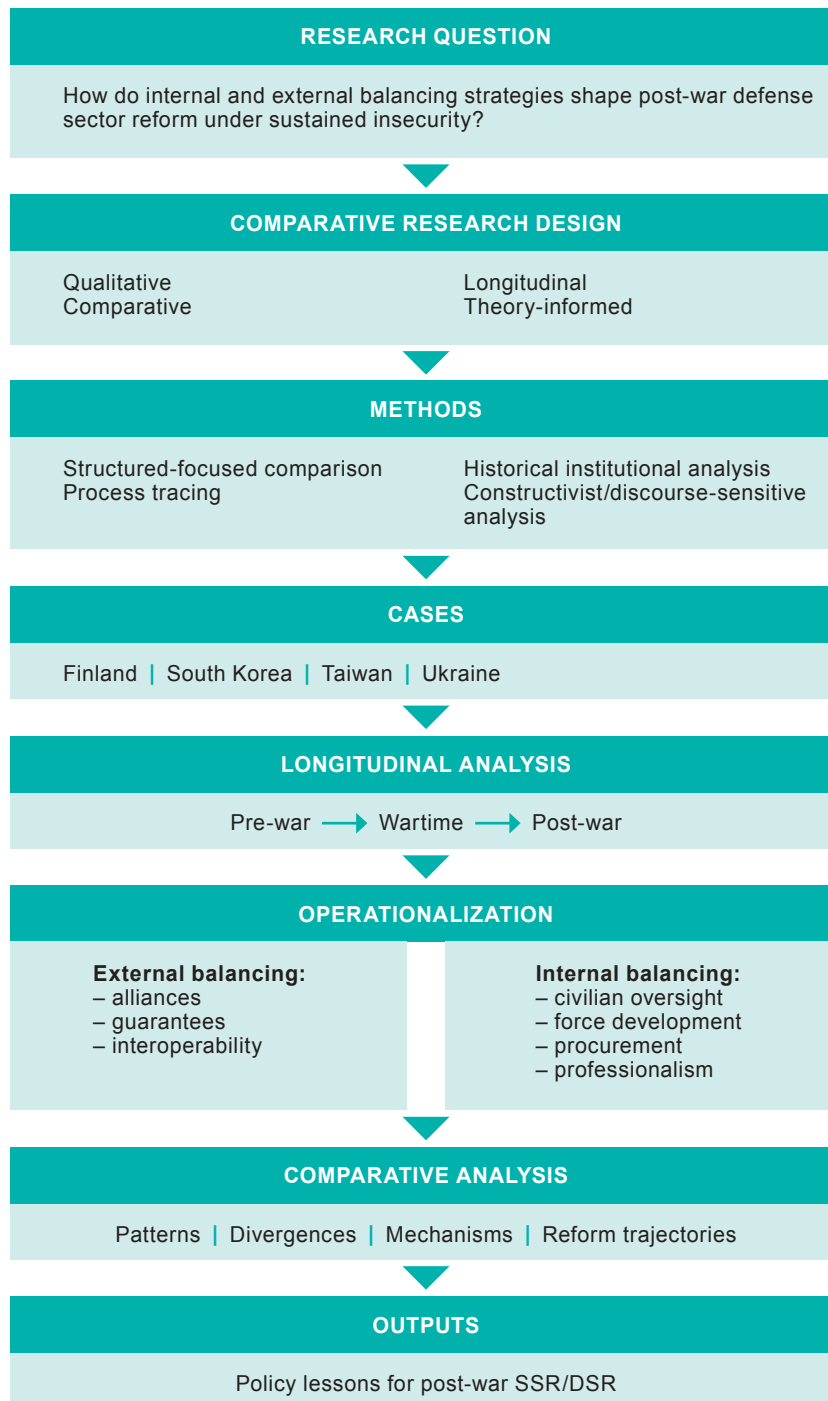 RESEARCH QUESTION
How do internal and external balancing strategies shape post-war defense
sector reform under sustained insecurity?
COMPARATIVE RESEARCH DESIGN
Qualitative
Comparative
Longitudinal
Theory-informed
METHODS
Structured-focused comparison
Process tracing
Historical institutional analysis
Constructivist/discourse-sensitive
analysis
CASES
Finland | South Korea | Taiwan | Ukraine
LONGITUDINAL ANALYSIS
Pre-war → Wartime → Post-war
OPERATIONALIZATION
External balancing:
– alliances
– guarantees
– interoperability
Internal balancing:
– civilian oversight
– force development
– procurement
– professionalism
COMPARATIVE ANALYSIS
Patterns | Divergences | Mechanisms | Reform trajectories
OUTPUTS
Policy lessons for post-war SSR/DSR